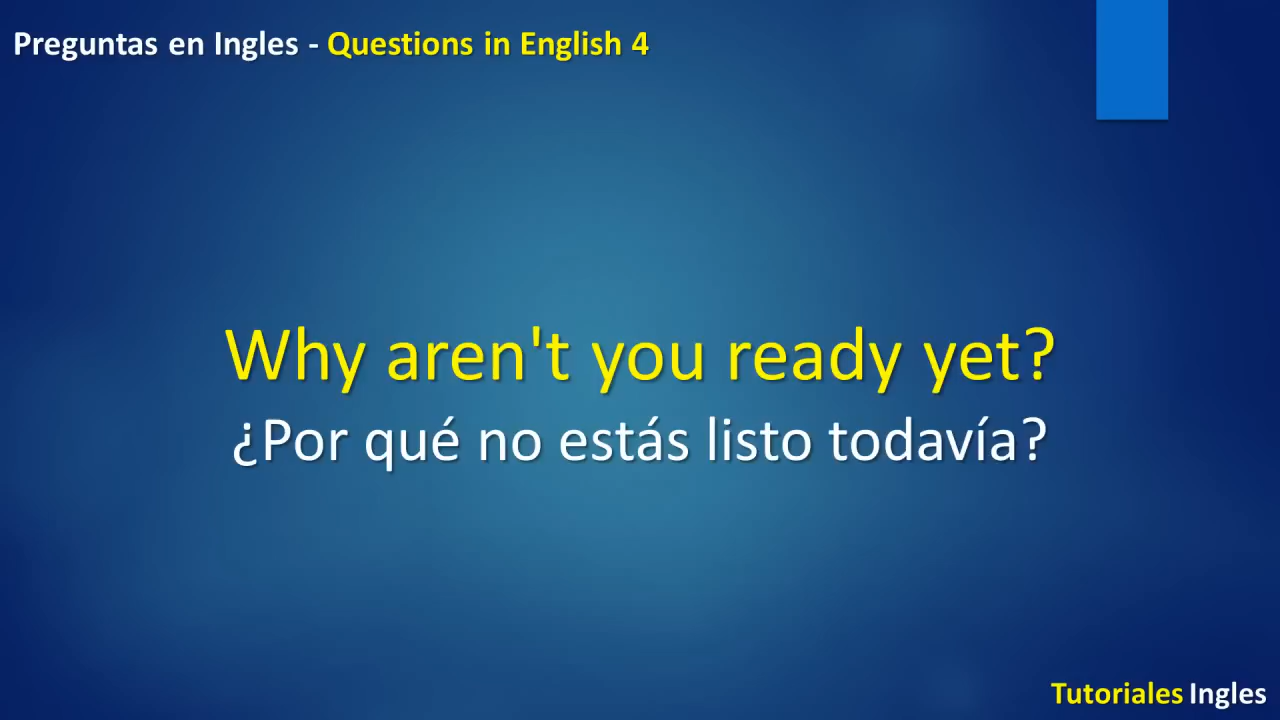 Preguntas en Ingles - Questions in English 4
Why aren't you ready yet?
¿Por qué no estás listo todavía?
Tutoriales Ingles